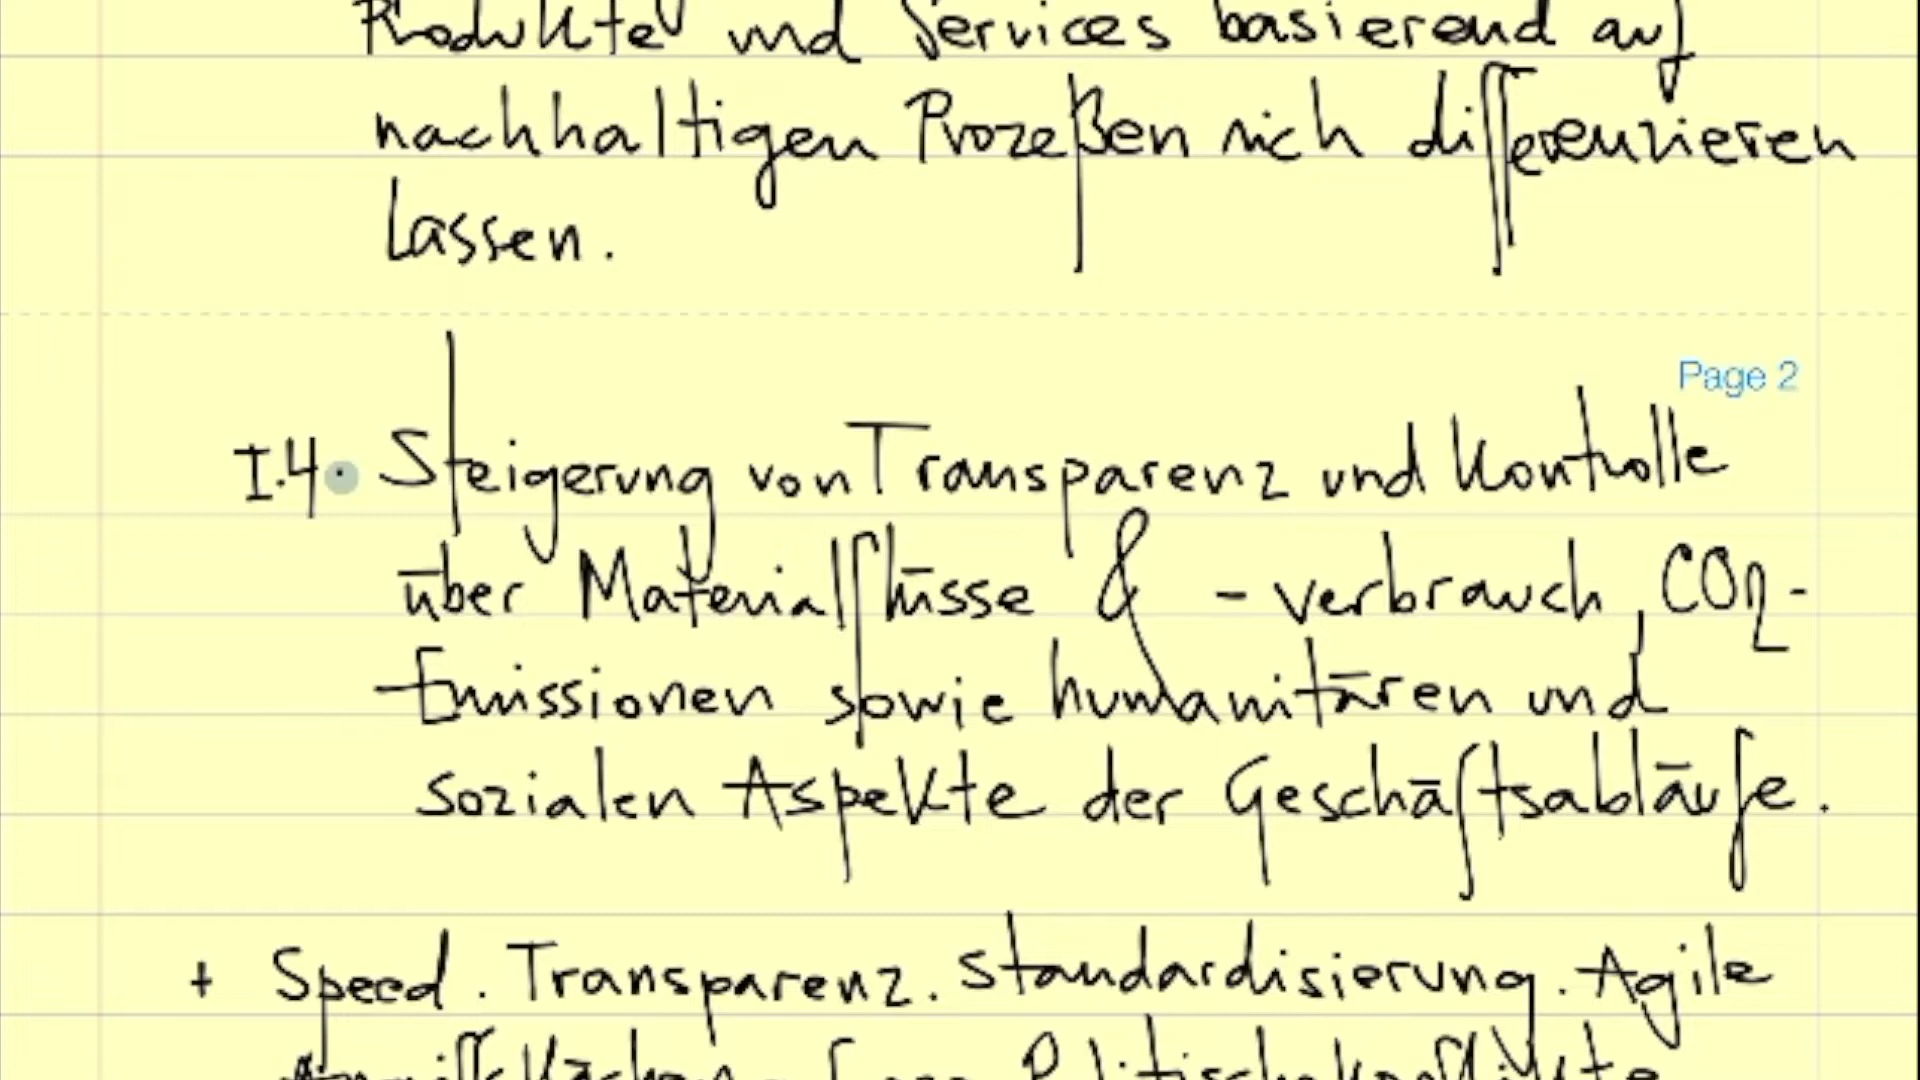 Produkte und Services basierend auf
nachhaltigen Prozeßen sich differenzieren
lassen.
Page 2
I.4. Steigerung von Transparenz und Kontrolle
über Materialflüsse & -verbrauch, CO2-
Emissionen sowie humanitären und
sozialen Aspekte der Geschäftsabläufe.
+ Speed. Transparenz. Standardisierung. Agile
Angriffsflächen